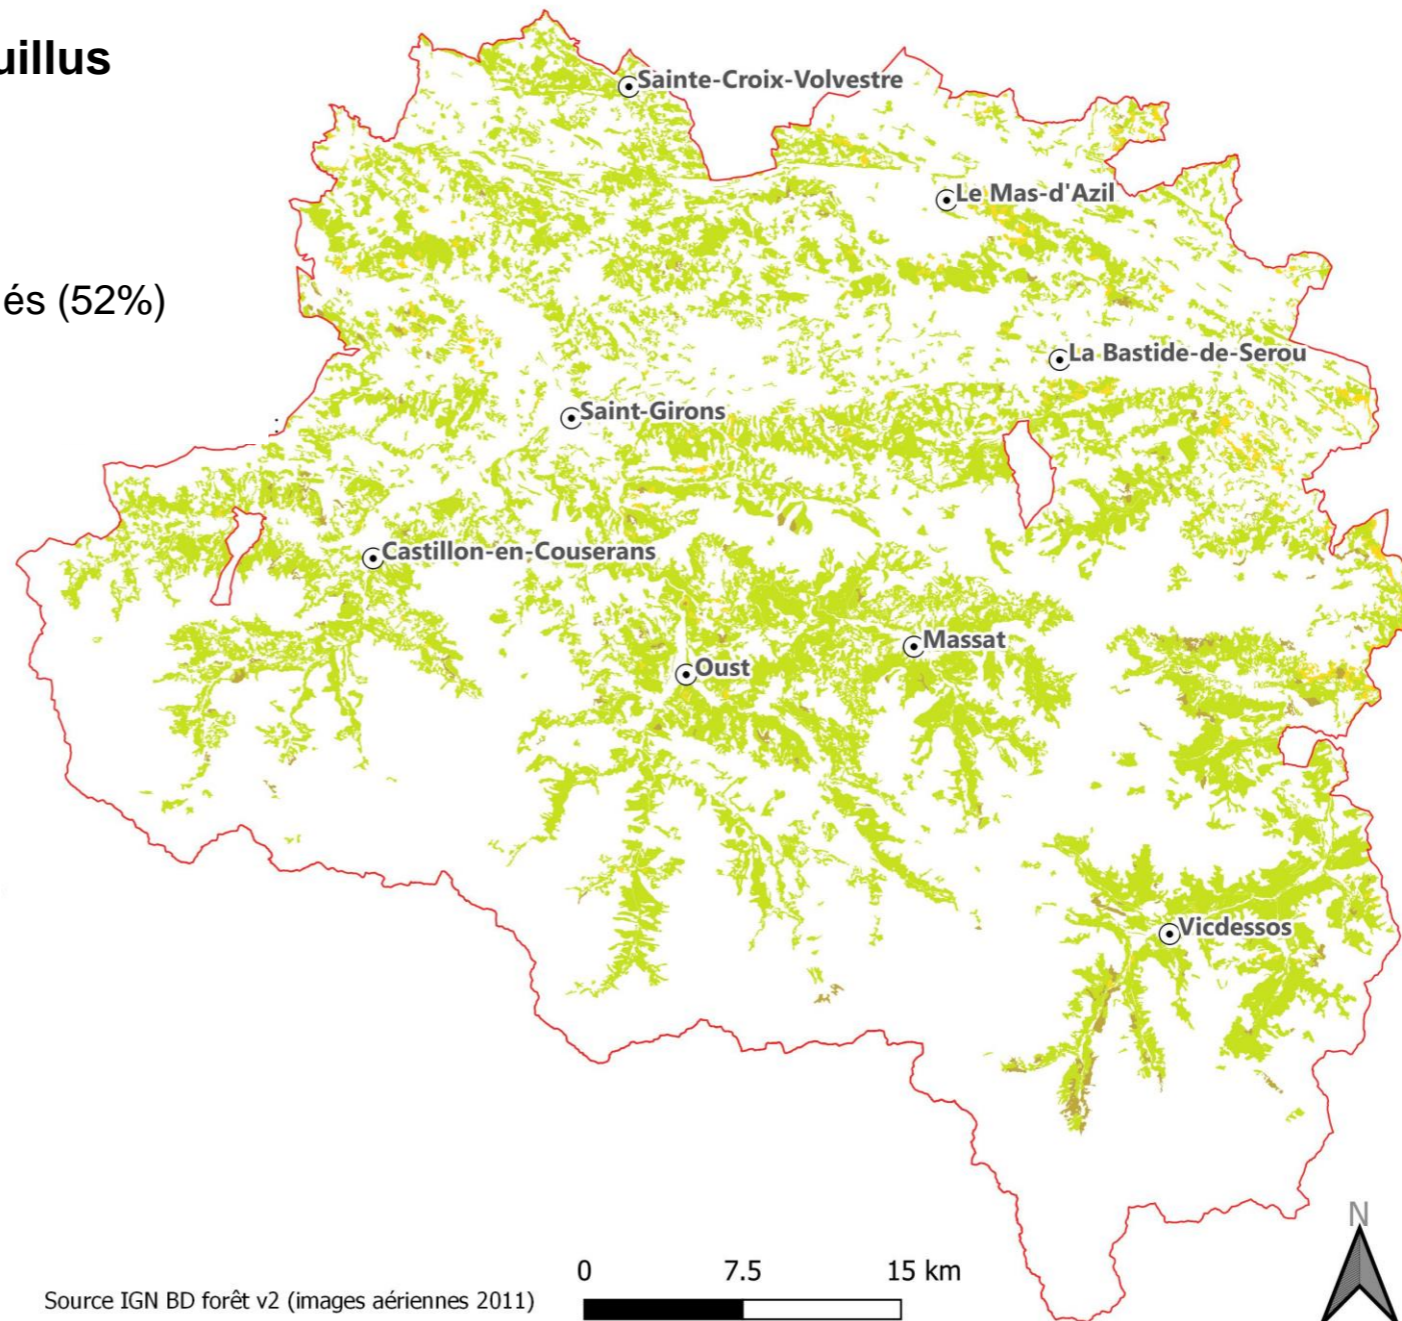 uillus
Sainte-Croix-Volvestre
Le Mas-d'Azil
és (52%)
La Bastide-de-Serou
Saint-Girons
:
Castillon-en-Couserans
Massat
Oust
Vicdessos
N
0 7.5 15 km
Source IGN BD forêt v2 (images aériennes 2011)